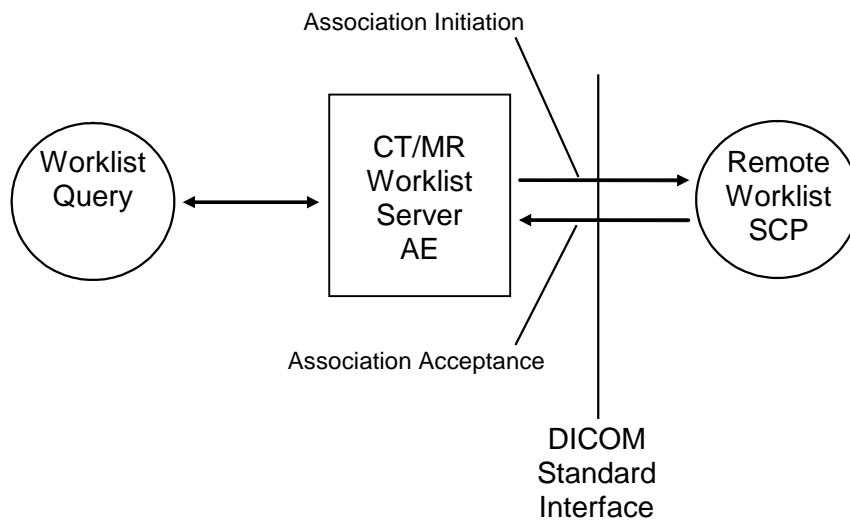 Association Initiation
Worklist
Query
CT/MR
Worklist
Server
AE
Remote
Worklist
SCP
Association Acceptance
DICOM
Standard
Interface